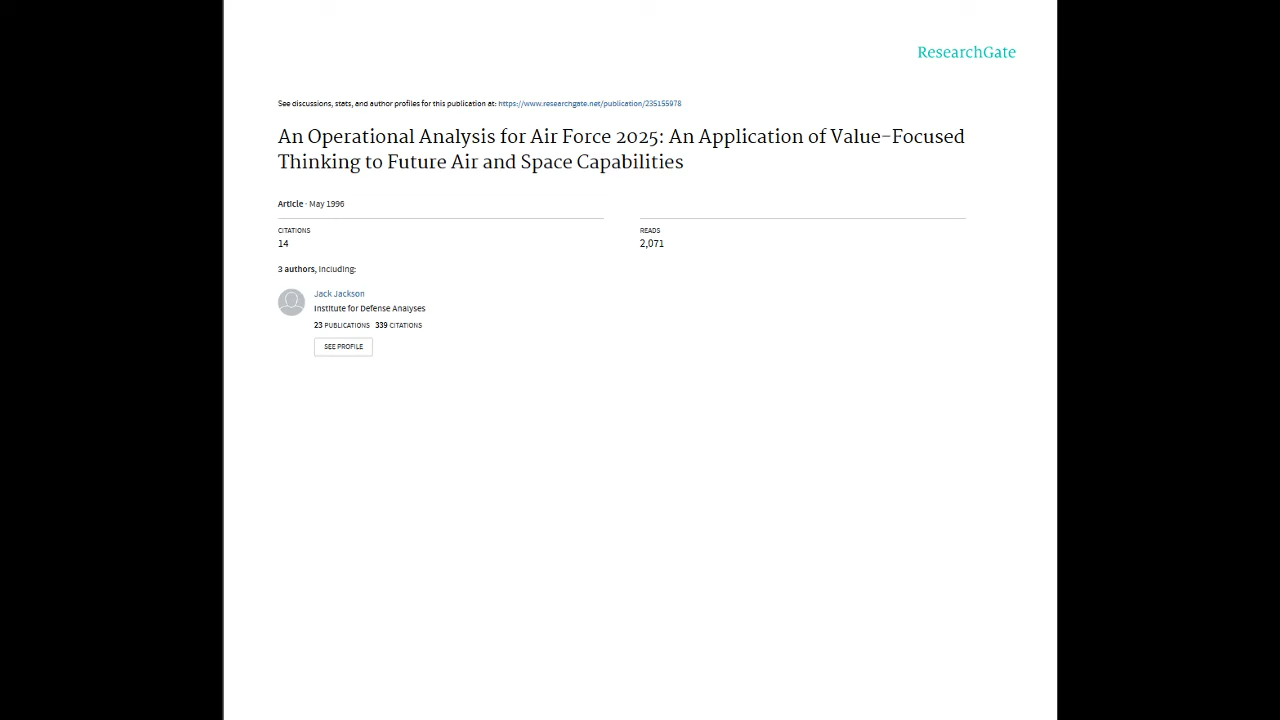 ResearchGate
See discussions, stats, and author profiles for this publication at: https://www.researchgate.net/publication/235155978
An Operational Analysis for Air Force 2025: An Application of Value-Focused
Thinking to Future Air and Space Capabilities
Article · May 1996
CITATIONS
14
READS
2,071
3 authors, including:
Jack Jackson
Institute for Defense Analyses
23 PUBLICATIONS 339 CITATIONS
SEE PROFILE